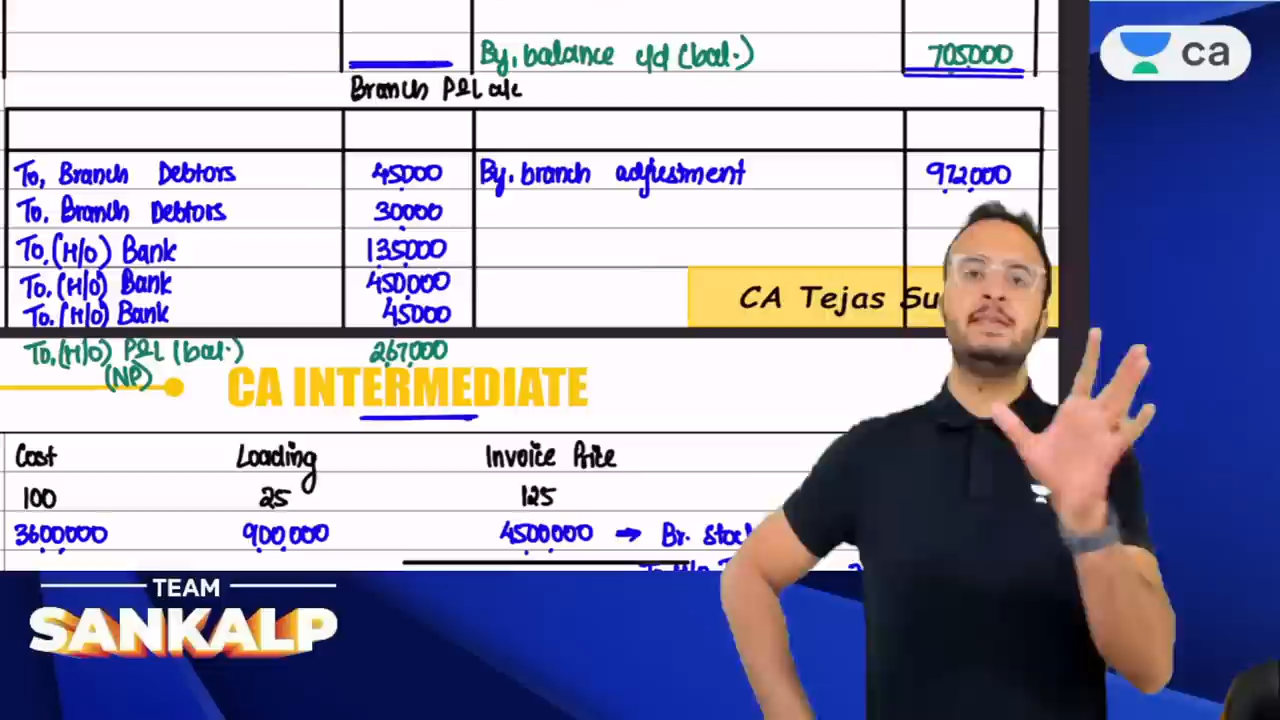 By, balance c/d (bal.) 705000
Branch P&L a/c
To, Branch Debtors 45000 By, branch adjustment 972000
To, Branch Debtors 30000
To, (H/O) Bank 135000
To, (H/O) Bank 450000
To, (H/O) Bank 45000
To, (H/O) P&L (bal.) 267000
(NP)
CA Tejas Su
CA INTERMEDIATE
Cost Loading Invoice Price
100 25 125
3600000 900000 4500000 → Br. Stoc
TEAM
SANKALP
ca